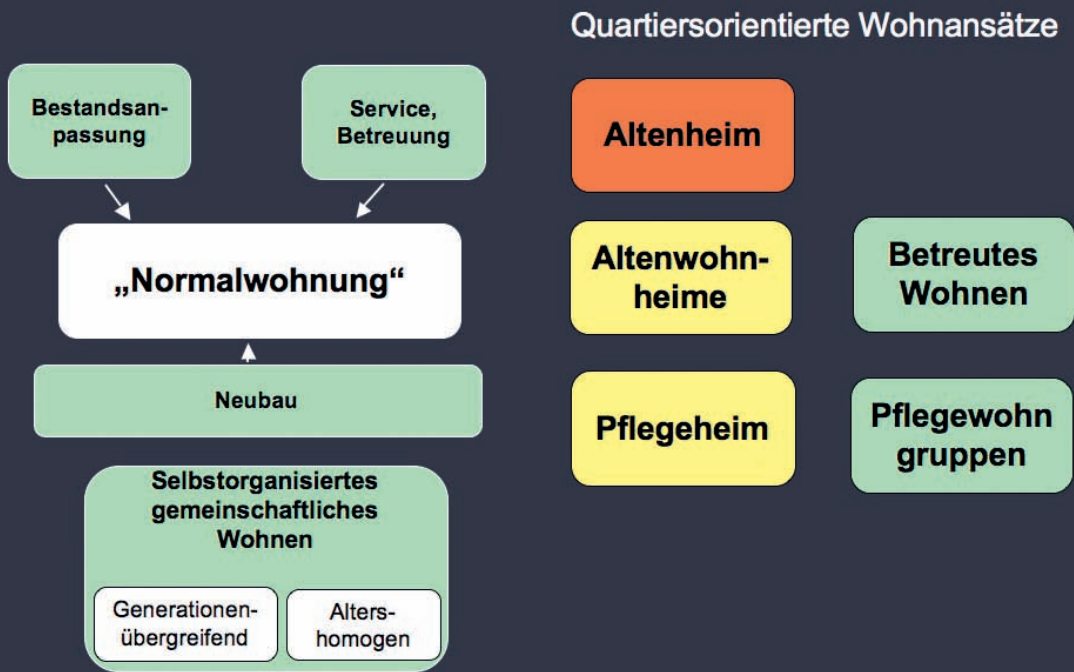 Quartiersorientierte Wohnansätze
Bestandsan-
passung
Service,
Betreuung
„Normalwohnung“
Neubau
Selbstorganisiertes
gemeinschaftliches
Wohnen
Generationen-
übergreifend
Alters-
homogen
Altenheim
Altenwohn-
heime
Betreutes
Wohnen
Pflegeheim
Pflegewohn
gruppen